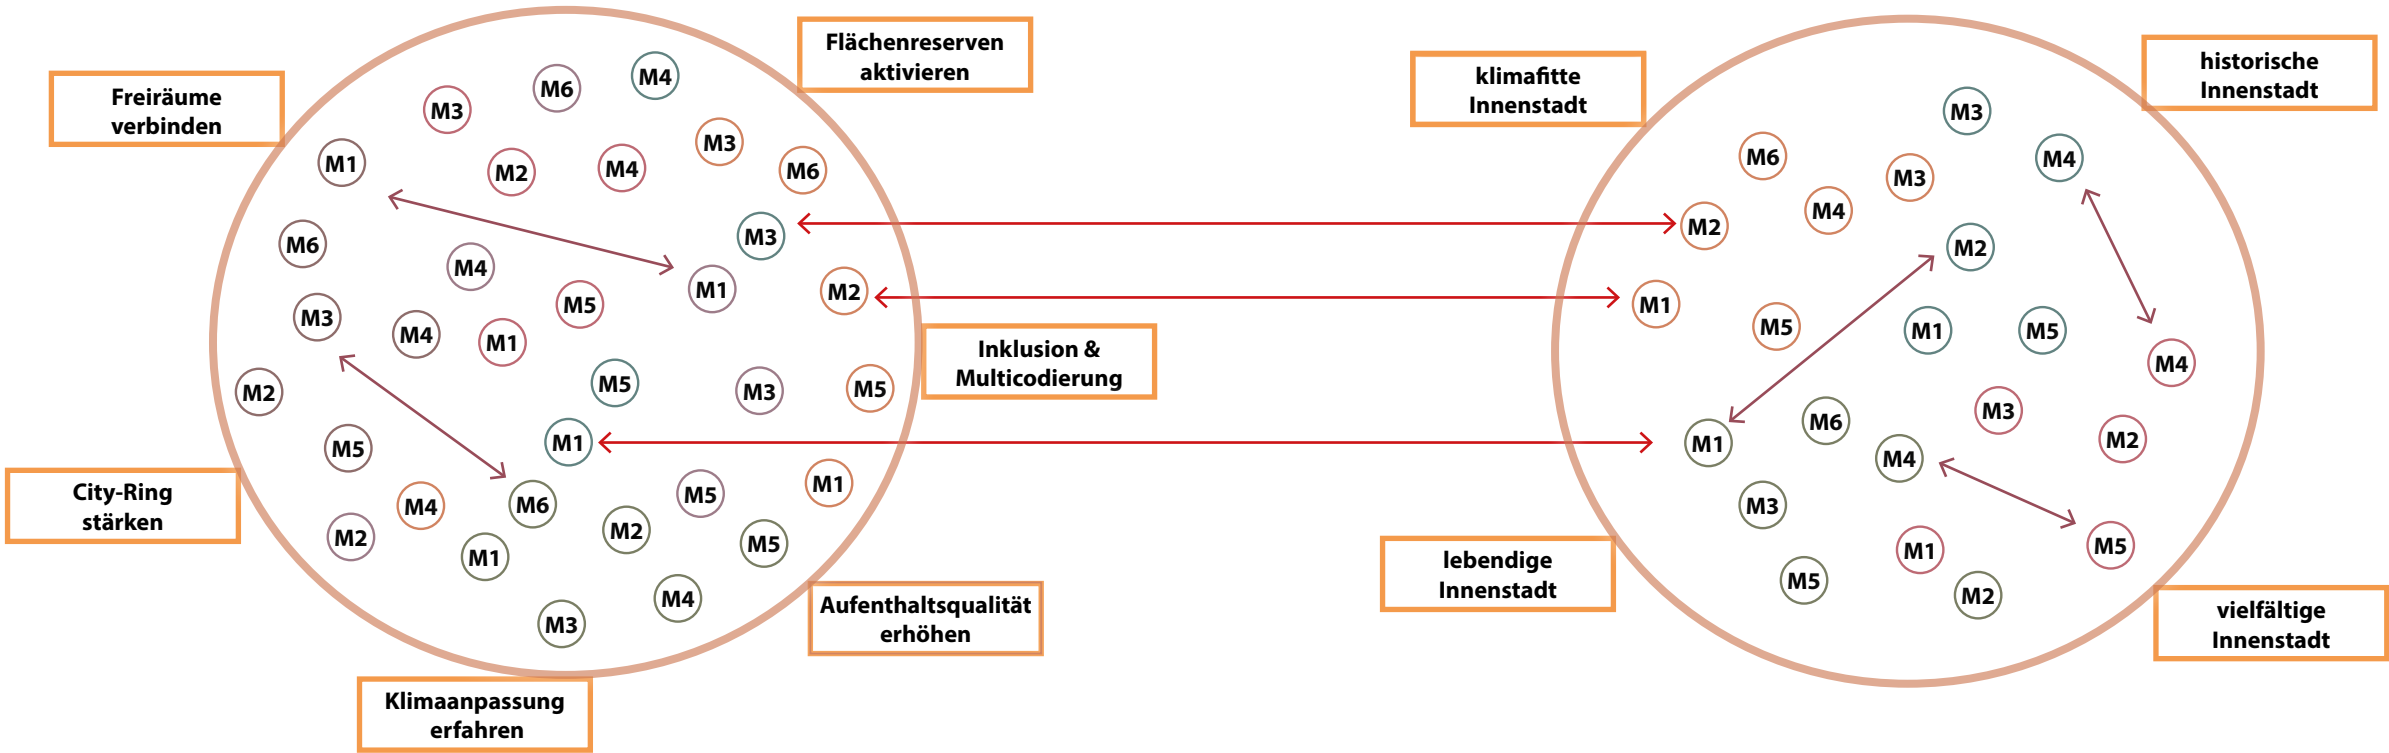 Freiräume
verbinden
Flächenreserven
aktivieren
Inklusion &
Multicodierung
City-Ring
stärken
Aufenthaltsqualität
erhöhen
Klimaanpassung
erfahren
M4
M6
M3
M3
M1
M2
M4
M6
M6
M3
M4
M1
M2
M5
M3
M4
M1
M5
M3
M5
M2
M1
M5
M5
M1
M4
M6
M2
M2
M1
M5
M4
M3
klimafitte
Innenstadt
historische
Innenstadt
lebendige
Innenstadt
vielfältige
Innenstadt
M3
M6
M4
M3
M4
M2
M2
M1
M5
M1
M5
M4
M3
M6
M2
M1
M4
M3
M1
M5
M5
M2